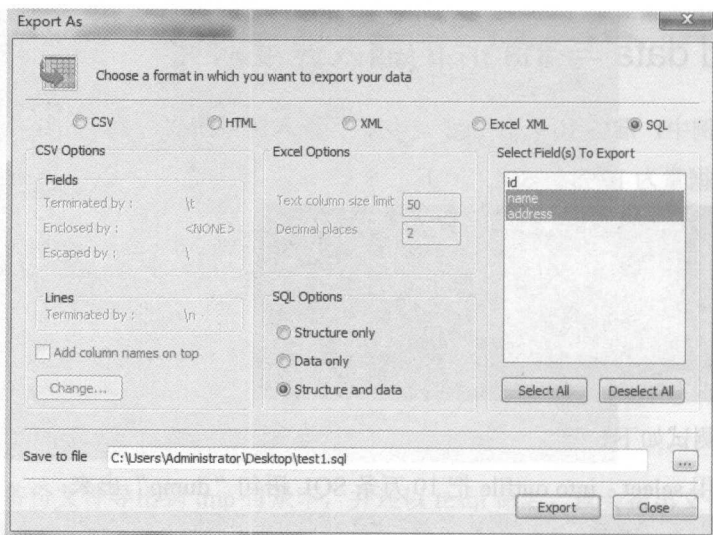 Export As
X
Choose a format in which you want to export your data
CSV
HTML
XML
Excel XML
SQL
CSV Options
Fields
Terminated by :
\t
Enclosed by :
<NONE>
Escaped by :
\
Lines
Terminated by :
\n
Add column names on top
Change...
Excel Options
Text column size limit
50
Decimal places
2
SQL Options
Structure only
Data only
Structure and data
Select Field(s) To Export
id
name
address
Select All
Deselect All
Save to file
C:\Users\Administrator\Desktop\test1.sql
...
Export
Close